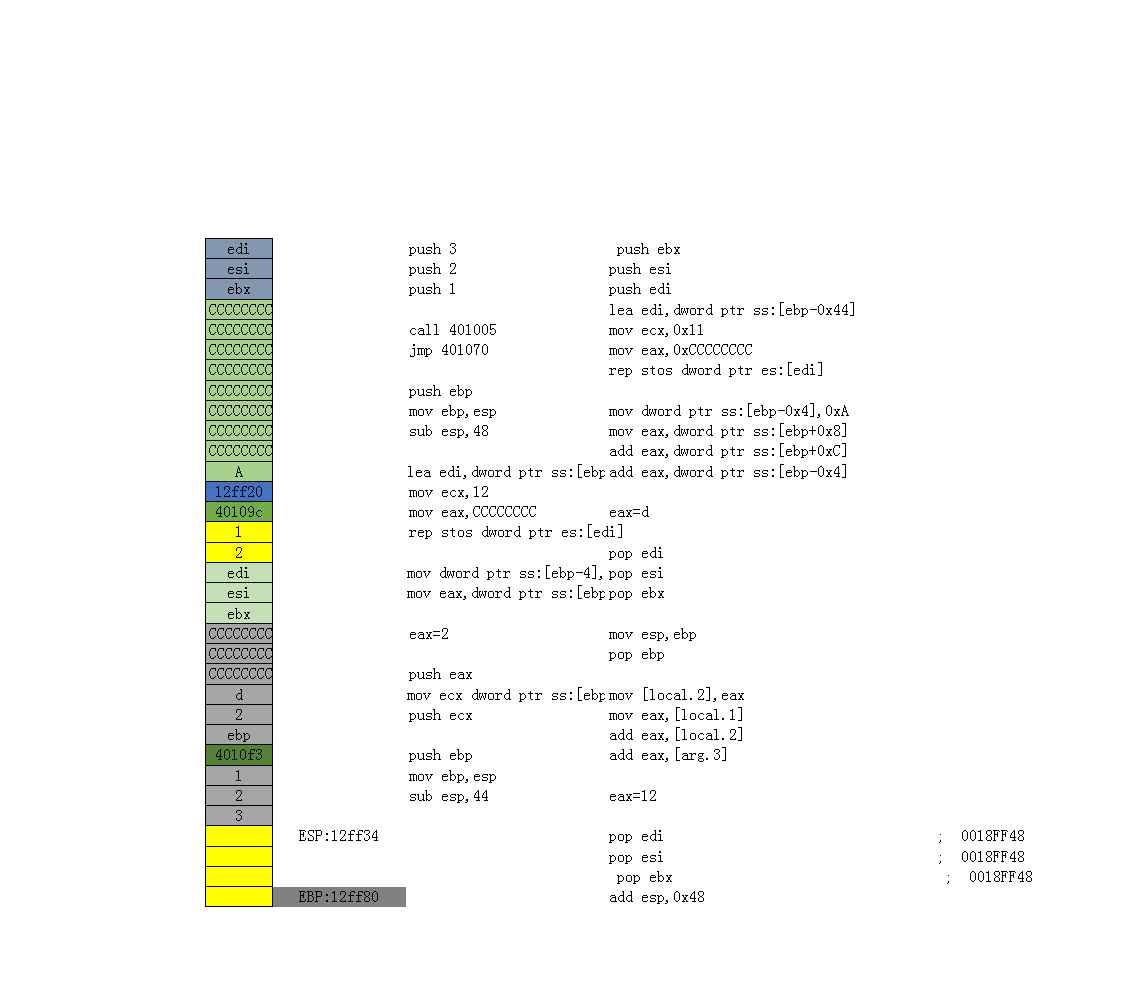 edi
esi
ebx
CCCCCCCC
CCCCCCCC
CCCCCCCC
CCCCCCCC
CCCCCCCC
CCCCCCCC
CCCCCCCC
CCCCCCCC
A
12ff20
40109c
1
2
edi
esi
ebx
CCCCCCCC
CCCCCCCC
CCCCCCCC
d
2
ebp
4010f3
1
2
3
ESP:12ff34
EBP:12ff80
push 3
push 2
push 1
call 401005
jmp 401070
push ebp
mov ebp,esp
sub esp,48
lea edi,dword ptr ss:[ebp
mov ecx,12
mov eax,CCCCCCCC
rep stos dword ptr es:[edi]
mov dword ptr ss:[ebp-4],
mov eax,dword ptr ss:[ebp
eax=2
push eax
mov ecx dword ptr ss:[ebp
push ecx
push ebp
mov ebp,esp
sub esp,44
push ebx
push esi
push edi
lea edi,dword ptr ss:[ebp-0x44]
mov ecx,0x11
mov eax,0xCCCCCCCC
rep stos dword ptr es:[edi]
mov dword ptr ss:[ebp-0x4],0xA
mov eax,dword ptr ss:[ebp+0x8]
add eax,dword ptr ss:[ebp+0xC]
add eax,dword ptr ss:[ebp-0x4]
eax=d
pop edi
pop esi
pop ebx
mov esp,ebp
pop ebp
mov [local.2],eax
mov eax,[local.1]
add eax,[local.2]
add eax,[arg.3]
eax=12
pop edi ; 0018FF48
pop esi ; 0018FF48
pop ebx ; 0018FF48
add esp,0x48